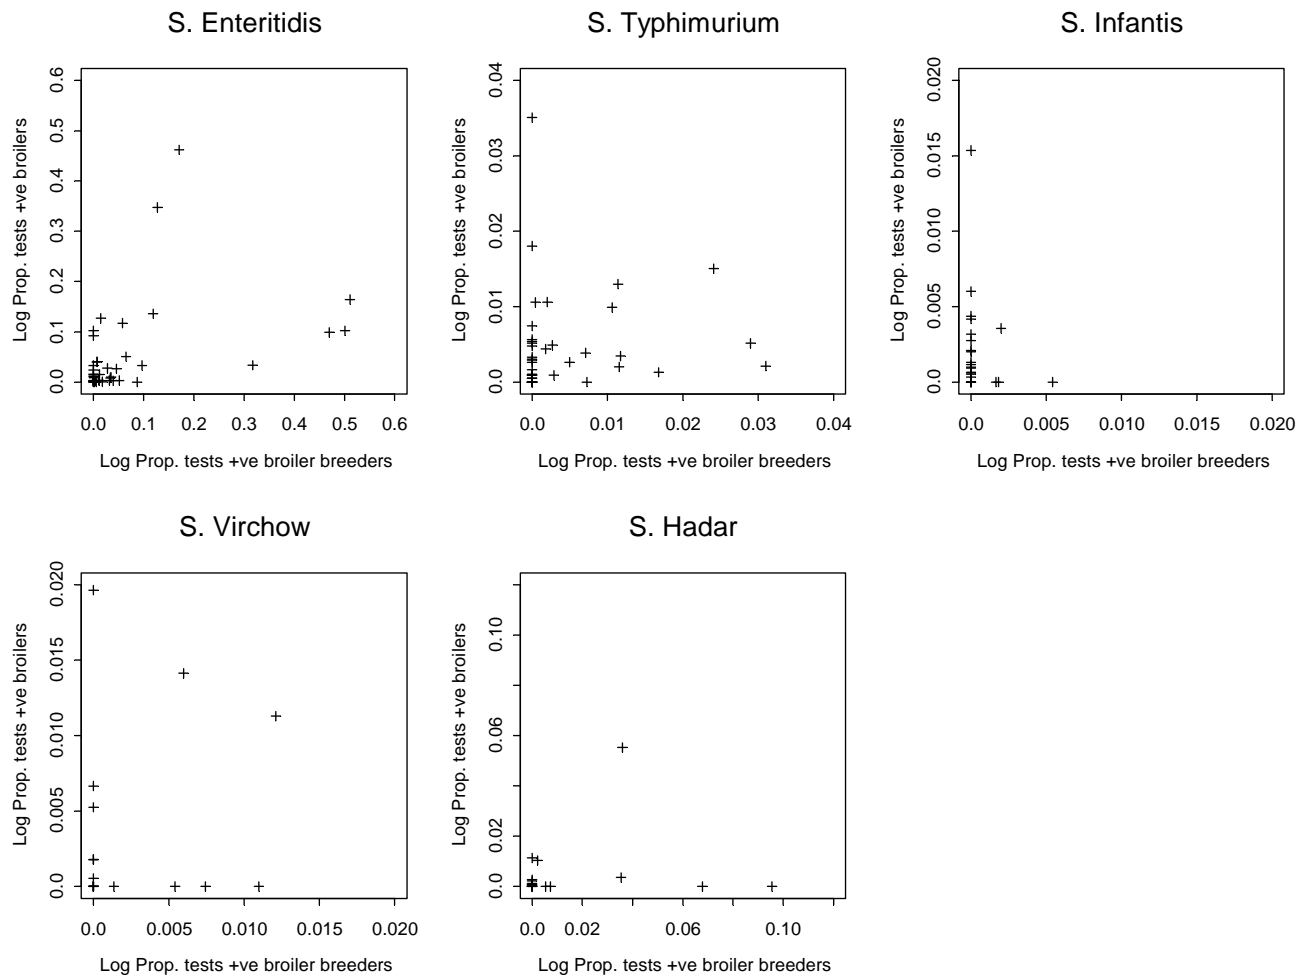 S. Enteritidis
Log Prop. tests +ve broilers
0.0 0.1 0.2 0.3 0.4 0.5 0.6
0.0 0.1 0.2 0.3 0.4 0.5 0.6
Log Prop. tests +ve broiler breeders
S. Typhimurium
Log Prop. tests +ve broilers
0.0 0.01 0.02 0.03 0.04
0.0 0.01 0.02 0.03 0.04
Log Prop. tests +ve broiler breeders
S. Infantis
Log Prop. tests +ve broilers
0.0 0.005 0.010 0.015 0.020
0.0 0.005 0.010 0.015 0.020
Log Prop. tests +ve broiler breeders
S. Virchow
Log Prop. tests +ve broilers
0.0 0.005 0.010 0.015 0.020
0.0 0.005 0.010 0.015 0.020
Log Prop. tests +ve broiler breeders
S. Hadar
Log Prop. tests +ve broilers
0.0 0.02 0.06 0.10
0.0 0.02 0.06 0.10
Log Prop. tests +ve broiler breeders